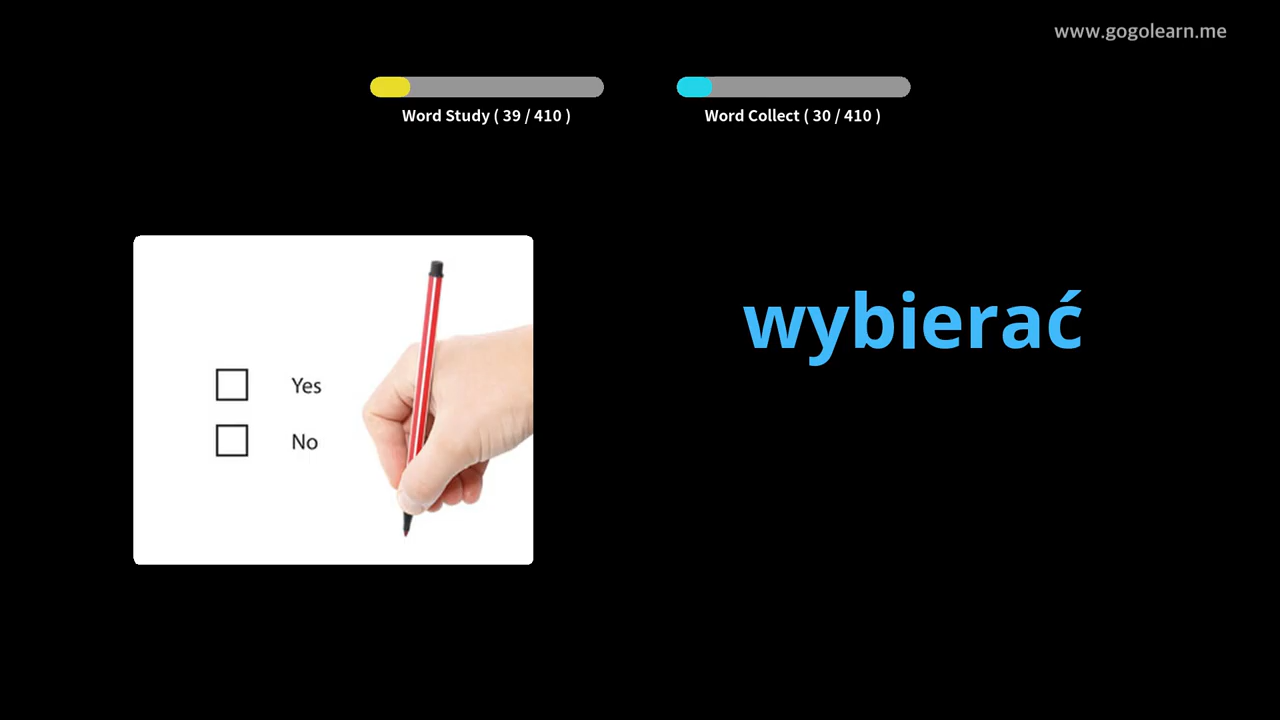 www.gogolearn.me
Word Study ( 39 / 410 )
Word Collect ( 30 / 410 )
wybierać
Yes
No